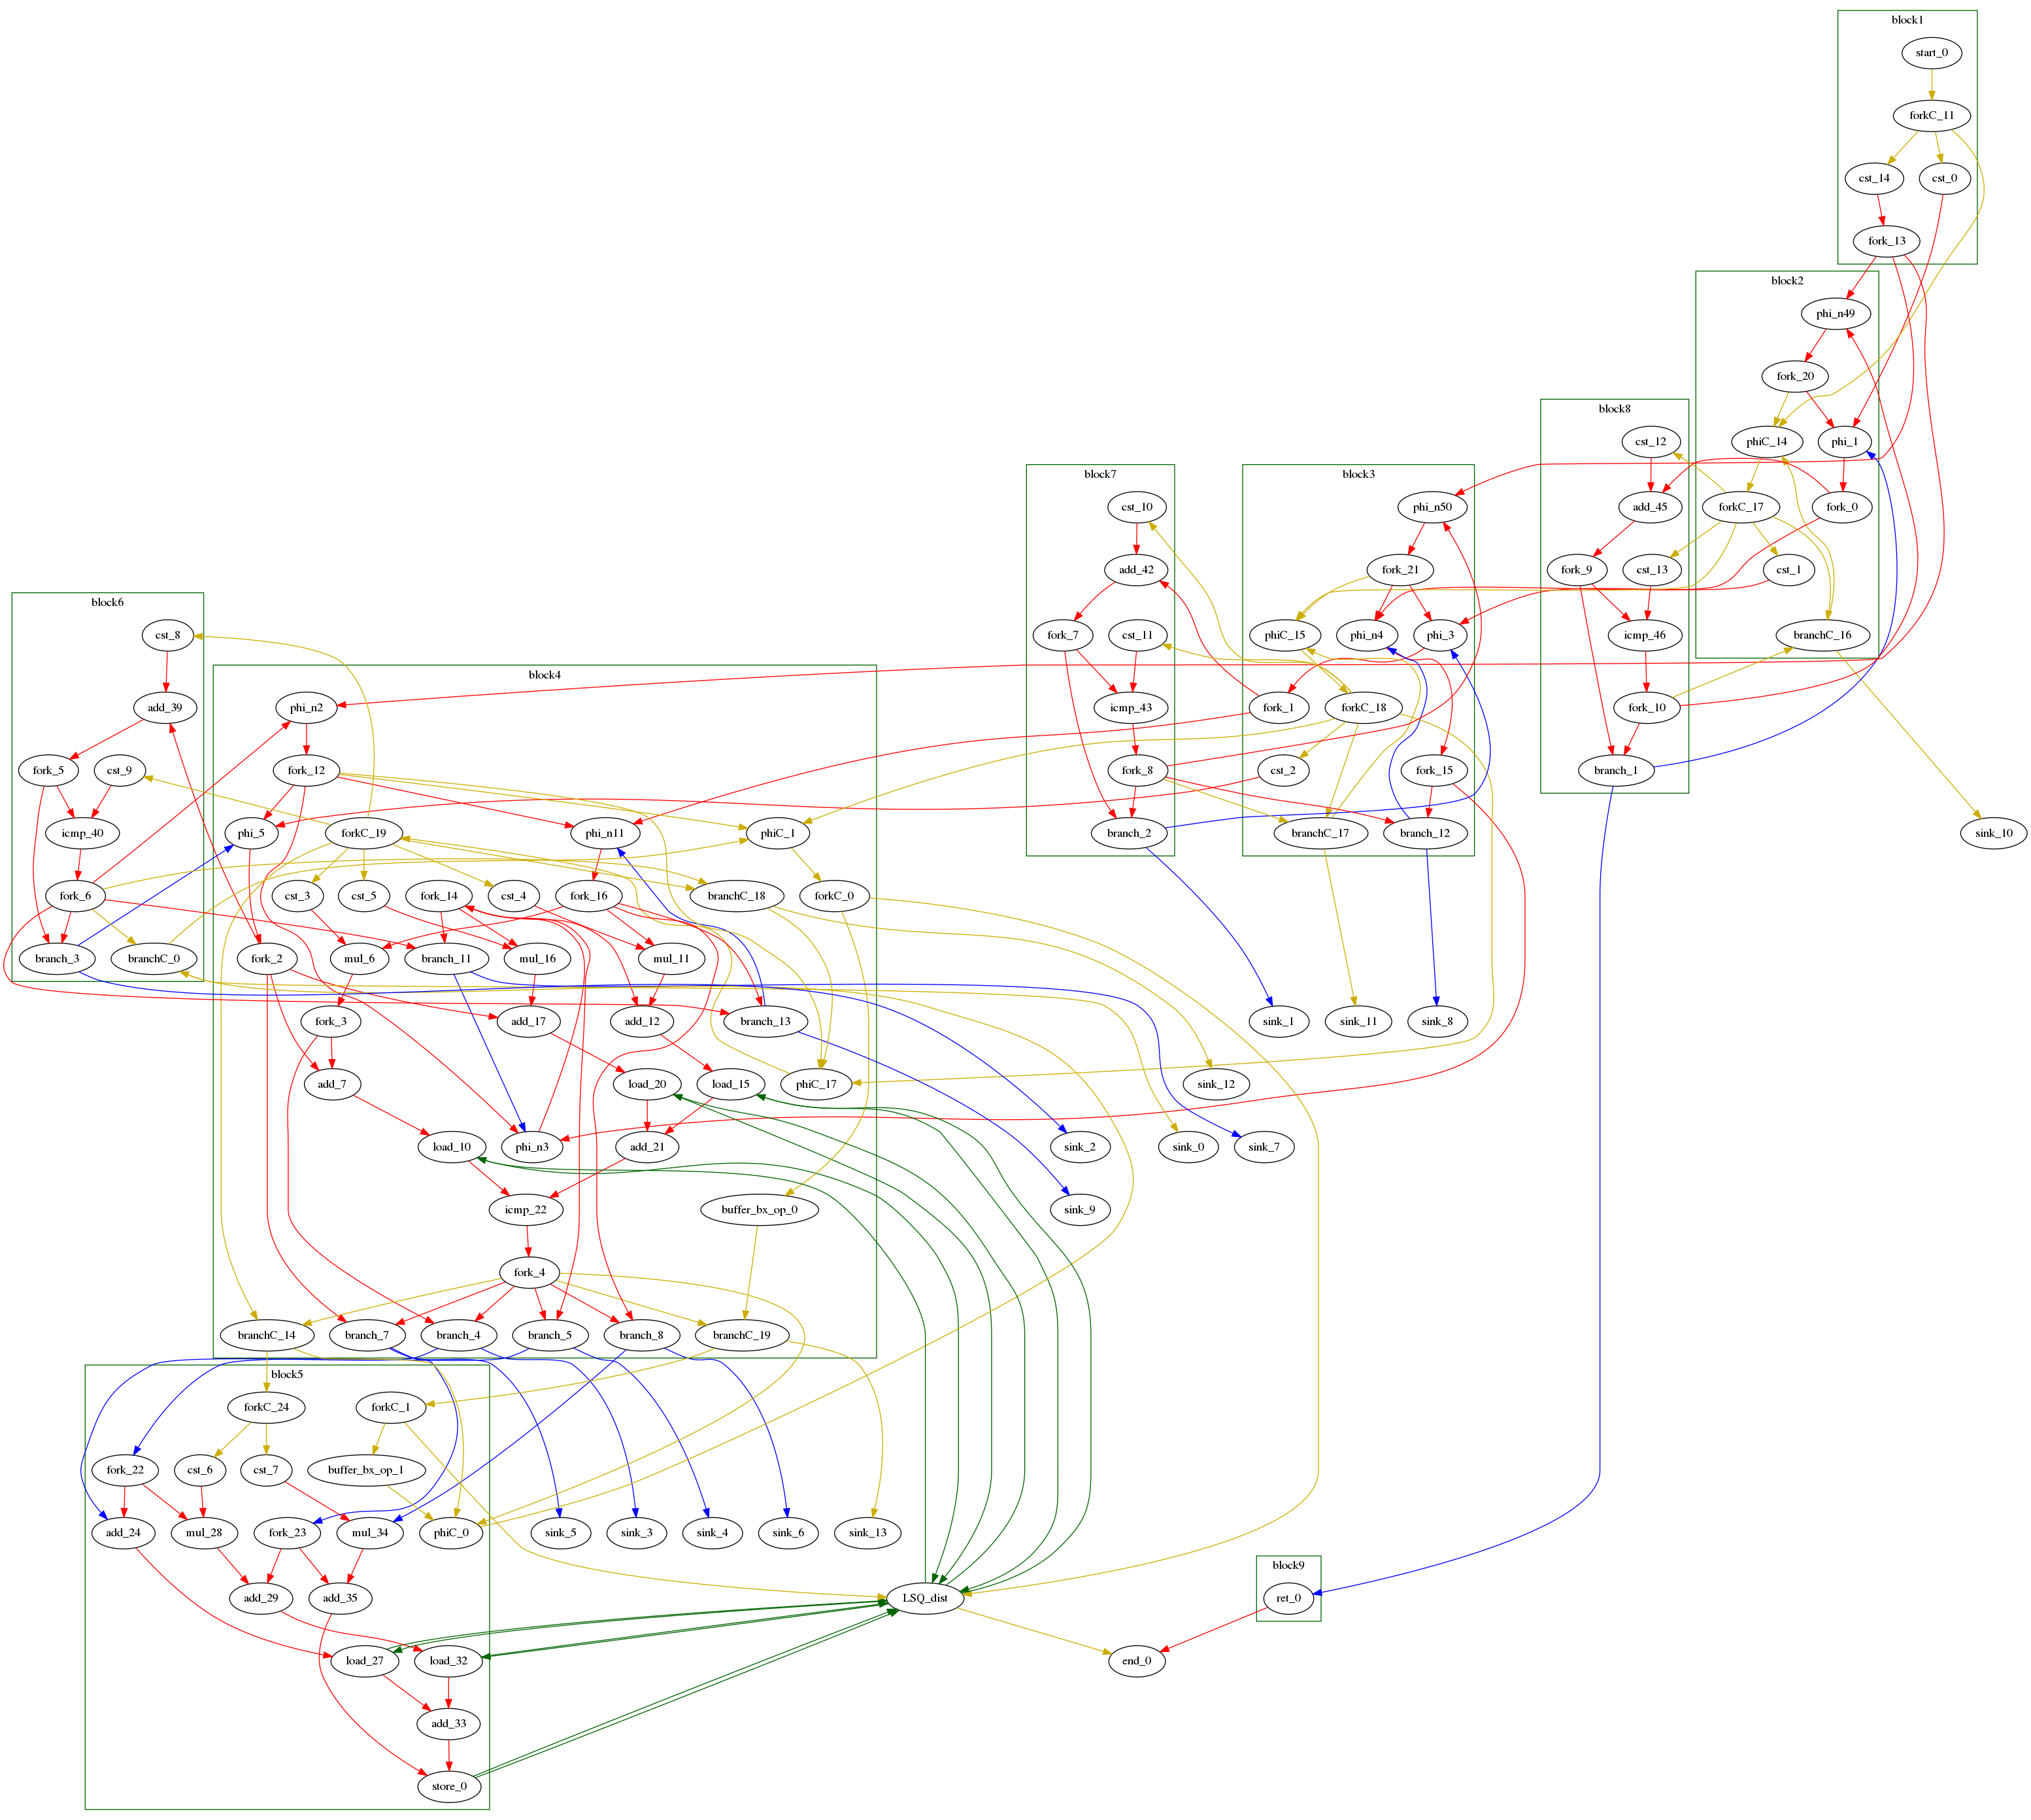 block1
start_0
forkC_11
cst_14
cst_0
fork_13
block2
phi_n49
fork_20
phiC_14
phi_1
forkC_17
fork_0
cst_1
branchC_16
block8
cst_12
add_45
fork_9
cst_13
icmp_46
fork_10
branch_1
sink_10
block3
phi_n50
fork_21
phiC_15
phi_n4
phi_3
fork_1
forkC_18
cst_2
fork_15
branchC_17
branch_12
block7
cst_10
add_42
fork_7
cst_11
icmp_43
fork_8
branch_2
block6
cst_8
add_39
fork_5
cst_9
icmp_40
fork_6
branch_3
branchC_0
block4
phi_n2
fork_12
phi_5
forkC_19
phi_n11
phiC_1
cst_3
cst_5
fork_14
cst_4
fork_16
branchC_18
forkC_0
fork_2
mul_6
branch_11
mul_16
mul_11
fork_3
add_17
add_12
branch_13
add_7
load_20
load_15
phiC_17
load_10
phi_n3
add_21
icmp_22
buffer_bx_op_0
fork_4
branchC_14
branch_7
branch_4
branch_5
branch_8
branchC_19
sink_1
sink_11
sink_8
sink_12
sink_2
sink_0
sink_7
sink_9
block5
forkC_24
forkC_1
fork_22
cst_6
cst_7
buffer_bx_op_1
add_24
mul_28
fork_23
mul_34
phiC_0
add_29
add_35
load_27
load_32
add_33
store_0
sink_5
sink_3
sink_4
sink_6
sink_13
LSQ_dist
block9
ret_0
end_0